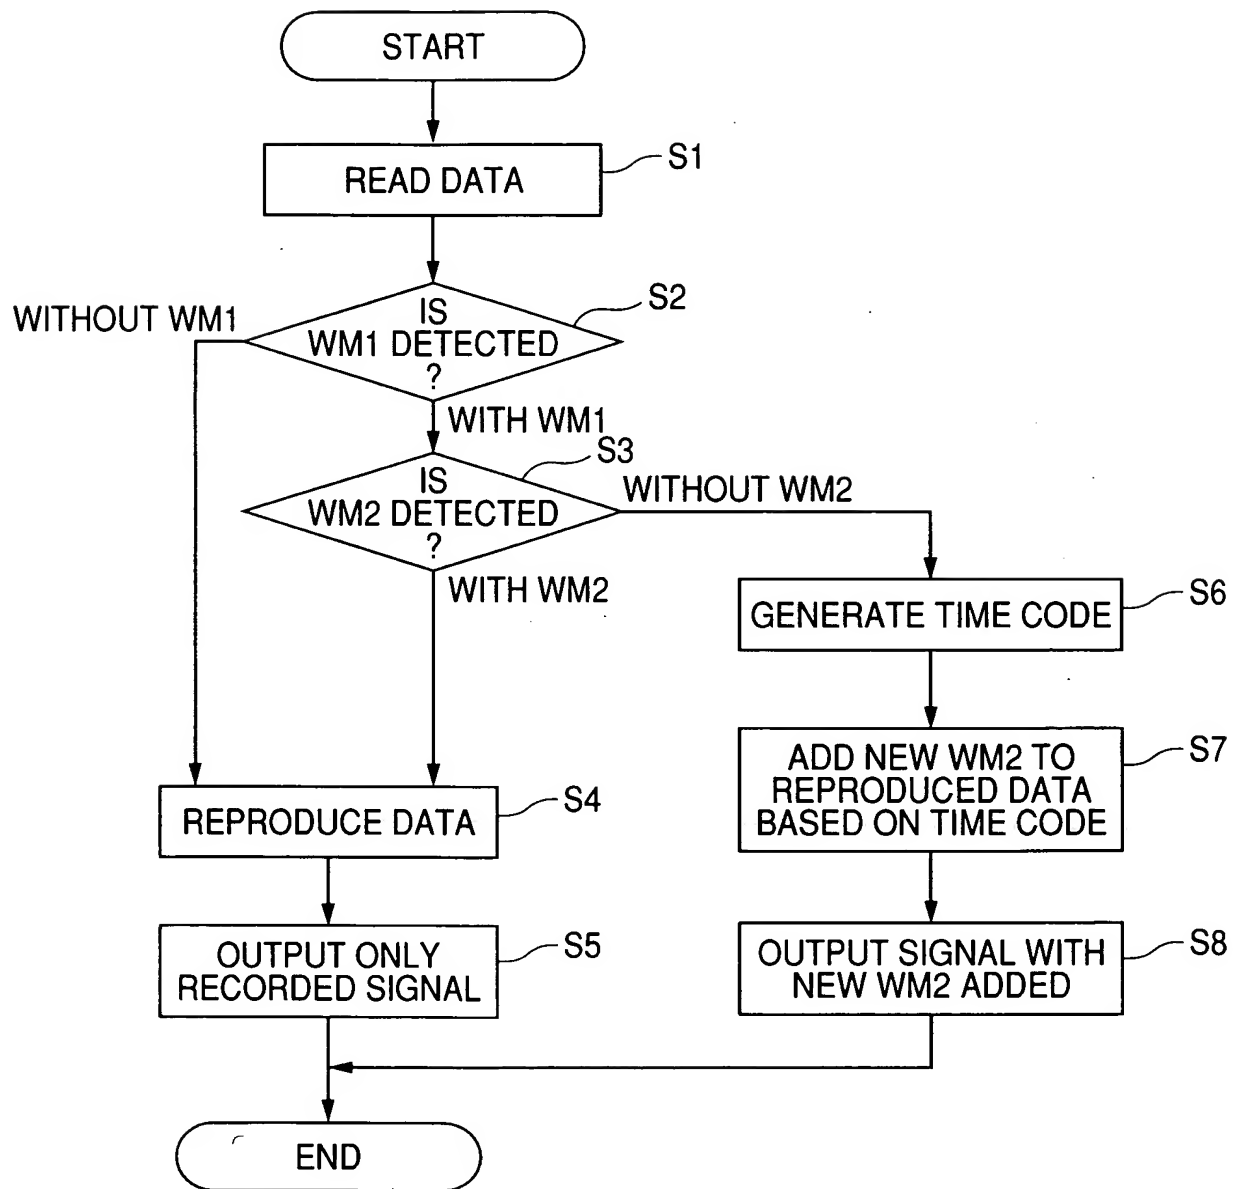 START
READ DATA
S1
IS
WM1 DETECTED
?
S2
WITHOUT WM1
WITH WM1
IS
WM2 DETECTED
?
S3
WITHOUT WM2
WITH WM2
GENERATE TIME CODE
S6
ADD NEW WM2 TO
REPRODUCED DATA
BASED ON TIME CODE
S7
REPRODUCE DATA
S4
OUTPUT ONLY
RECORDED SIGNAL
S5
OUTPUT SIGNAL WITH
NEW WM2 ADDED
S8
END